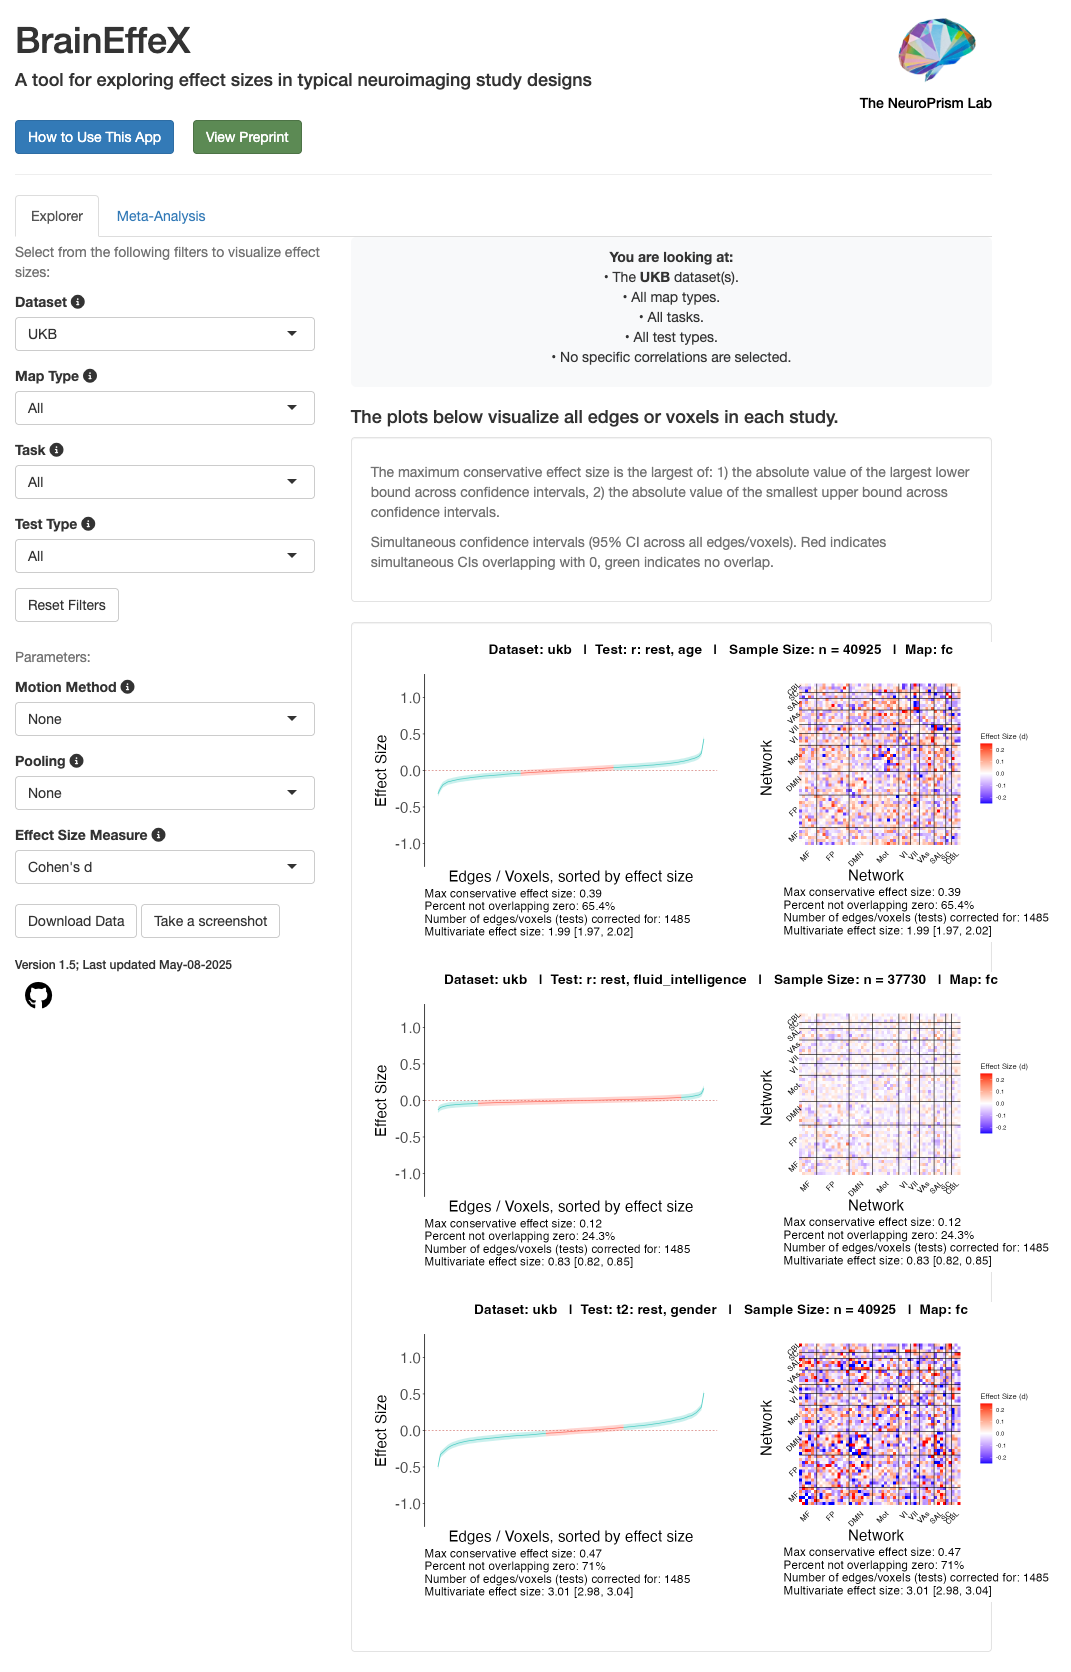 BrainEffeX
A tool for exploring effect sizes in typical neuroimaging study designs
The NeuroPrism Lab
How to Use This App
View Preprint
Explorer
Meta-Analysis
Select from the following filters to visualize effect
sizes:
Dataset
UKB
Map Type
All
Task
All
Test Type
All
Reset Filters
Parameters:
Motion Method
None
Pooling
None
Effect Size Measure
Cohen's d
Download Data
Take a screenshot
Version 1.5; Last updated May-08-2025
You are looking at:
• The UKB dataset(s).
• All map types.
• All tasks.
• All test types.
• No specific correlations are selected.
The plots below visualize all edges or voxels in each study.
The maximum conservative effect size is the largest of: 1) the absolute value of the largest lower
bound across confidence intervals, 2) the absolute value of the smallest upper bound across
confidence intervals.
Simultaneous confidence intervals (95% CI across all edges/voxels). Red indicates
simultaneous CIs overlapping with 0, green indicates no overlap.
Dataset: ukb | Test: r: rest, age | Sample Size: n = 40925 | Map: fc
Effect Size
1.0
0.5
0.0
-0.5
-1.0
Edges / Voxels, sorted by effect size
Max conservative effect size: 0.39
Percent not overlapping zero: 65.4%
Number of edges/voxels (tests) corrected for: 1485
Multivariate effect size: 1.99 [1.97, 2.02]
Network
CBL
SC
SAL
VAs
VII
VI
Mot
DMN
FP
MF
MF
FP
DMN
Mot
VI
VII
VAs
SAL
SC
CBL
Network
Effect Size (d)
0.2
0.1
0.0
-0.1
-0.2
Max conservative effect size: 0.39
Percent not overlapping zero: 65.4%
Number of edges/voxels (tests) corrected for: 1485
Multivariate effect size: 1.99 [1.97, 2.02]
Dataset: ukb | Test: r: rest, fluid_intelligence | Sample Size: n = 37730 | Map: fc
Effect Size
1.0
0.5
0.0
-0.5
-1.0
Edges / Voxels, sorted by effect size
Max conservative effect size: 0.12
Percent not overlapping zero: 24.3%
Number of edges/voxels (tests) corrected for: 1485
Multivariate effect size: 0.83 [0.82, 0.85]
Network
CBL
SC
SAL
VAs
VII
VI
Mot
DMN
FP
MF
MF
FP
DMN
Mot
VI
VII
VAs
SAL
SC
CBL
Network
Effect Size (d)
0.2
0.1
0.0
-0.1
-0.2
Max conservative effect size: 0.12
Percent not overlapping zero: 24.3%
Number of edges/voxels (tests) corrected for: 1485
Multivariate effect size: 0.83 [0.82, 0.85]
Dataset: ukb | Test: t2: rest, gender | Sample Size: n = 40925 | Map: fc
Effect Size
1.0
0.5
0.0
-0.5
-1.0
Edges / Voxels, sorted by effect size
Max conservative effect size: 0.47
Percent not overlapping zero: 71%
Number of edges/voxels (tests) corrected for: 1485
Multivariate effect size: 3.01 [2.98, 3.04]
Network
CBL
SC
SAL
VAs
VII
VI
Mot
DMN
FP
MF
MF
FP
DMN
Mot
VI
VII
VAs
SAL
SC
CBL
Network
Effect Size (d)
0.2
0.1
0.0
-0.1
-0.2
Max conservative effect size: 0.47
Percent not overlapping zero: 71%
Number of edges/voxels (tests) corrected for: 1485
Multivariate effect size: 3.01 [2.98, 3.04]